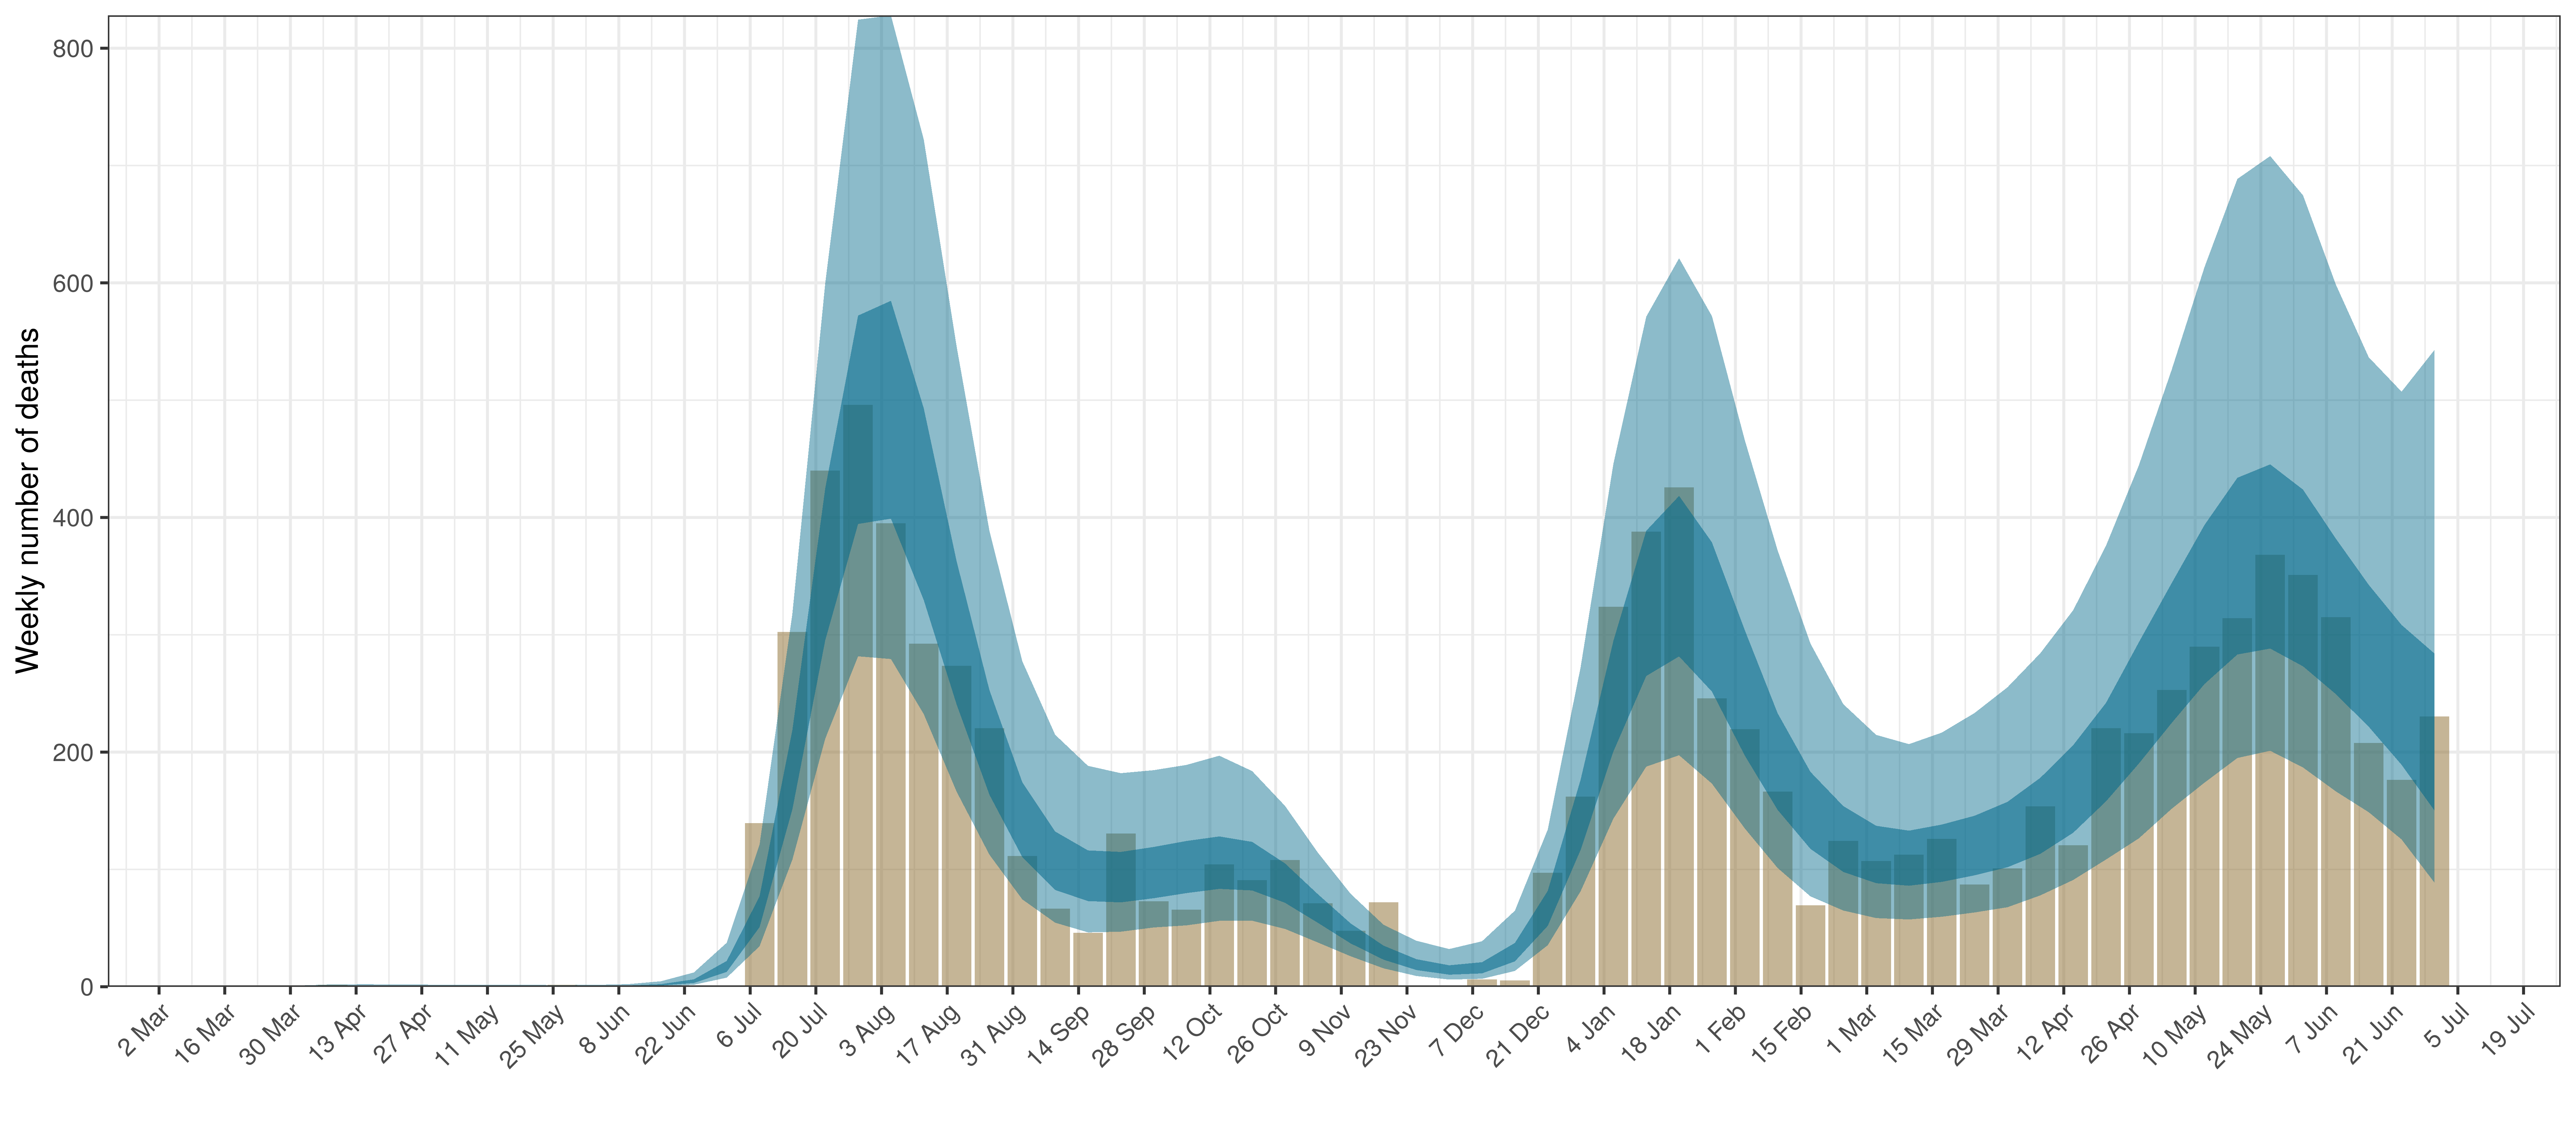 Weekly number of deaths
800
600
400
200
0
2 Mar
16 Mar
30 Mar
13 Apr
27 Apr
11 May
25 May
8 Jun
22 Jun
6 Jul
20 Jul
3 Aug
17 Aug
31 Aug
14 Sep
28 Sep
12 Oct
26 Oct
9 Nov
23 Nov
7 Dec
21 Dec
4 Jan
18 Jan
1 Feb
15 Feb
1 Mar
15 Mar
29 Mar
12 Apr
26 Apr
10 May
24 May
7 Jun
21 Jun
5 Jul
19 Jul